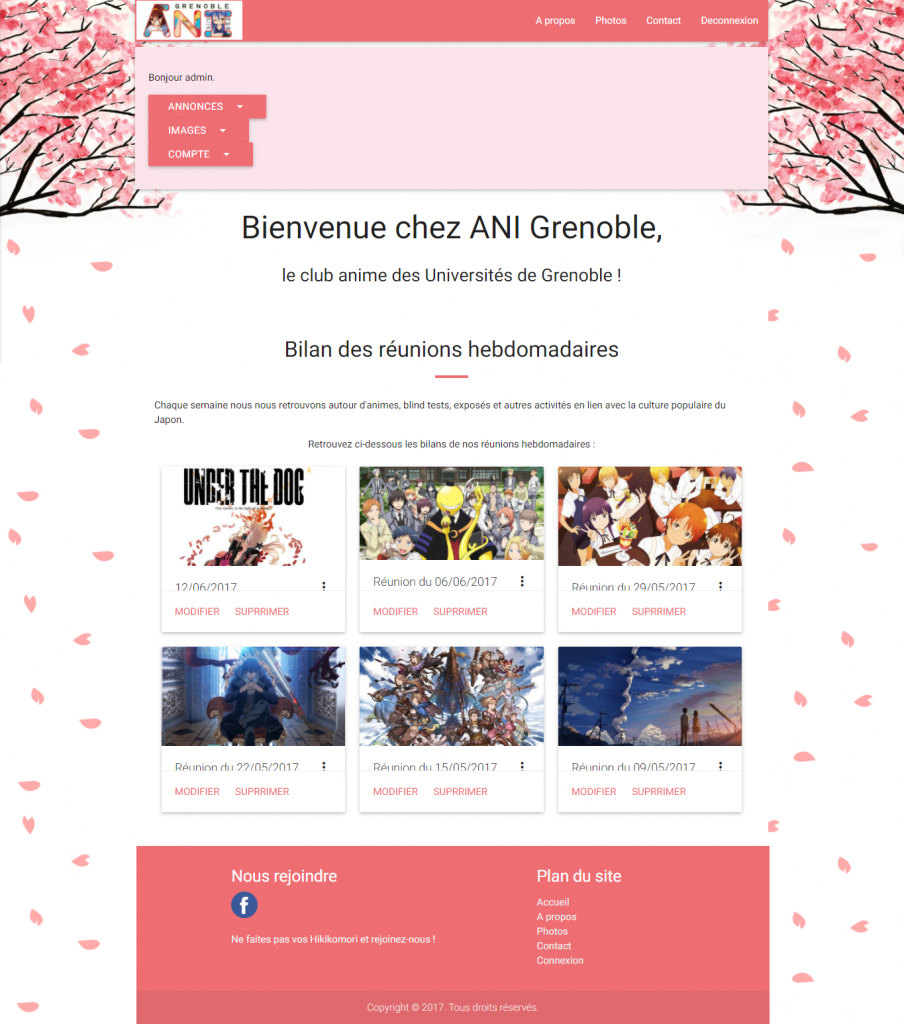 GRENOBLE
ANI
A propos Photos Contact Deconnexion
Bonjour admin.
ANNONCES
IMAGES
COMPTE
Bienvenue chez ANI Grenoble,
le club anime des Universités de Grenoble !
Bilan des réunions hebdomadaires
Chaque semaine nous nous retrouvons autour d'animes, blind tests, exposés et autres activités en lien avec la culture populaire du
Japon.
Retrouvez ci-dessous les bilans de nos réunions hebdomadaires :
UNDER THE DOG
12/06/2017
Réunion du 06/06/2017
Réunion du 29/05/2017
MODIFIER SUPRRIMER
MODIFIER SUPRRIMER
MODIFIER SUPRRIMER
Réunion du 22/05/2017
Réunion du 15/05/2017
Réunion du 09/05/2017
MODIFIER SUPRRIMER
MODIFIER SUPRRIMER
MODIFIER SUPRRIMER
Nous rejoindre
Ne faites pas vos Hikikomori et rejoinez-nous !
Plan du site
Accueil
A propos
Photos
Contact
Connexion
Copyright © 2017. Tous droits réservés.